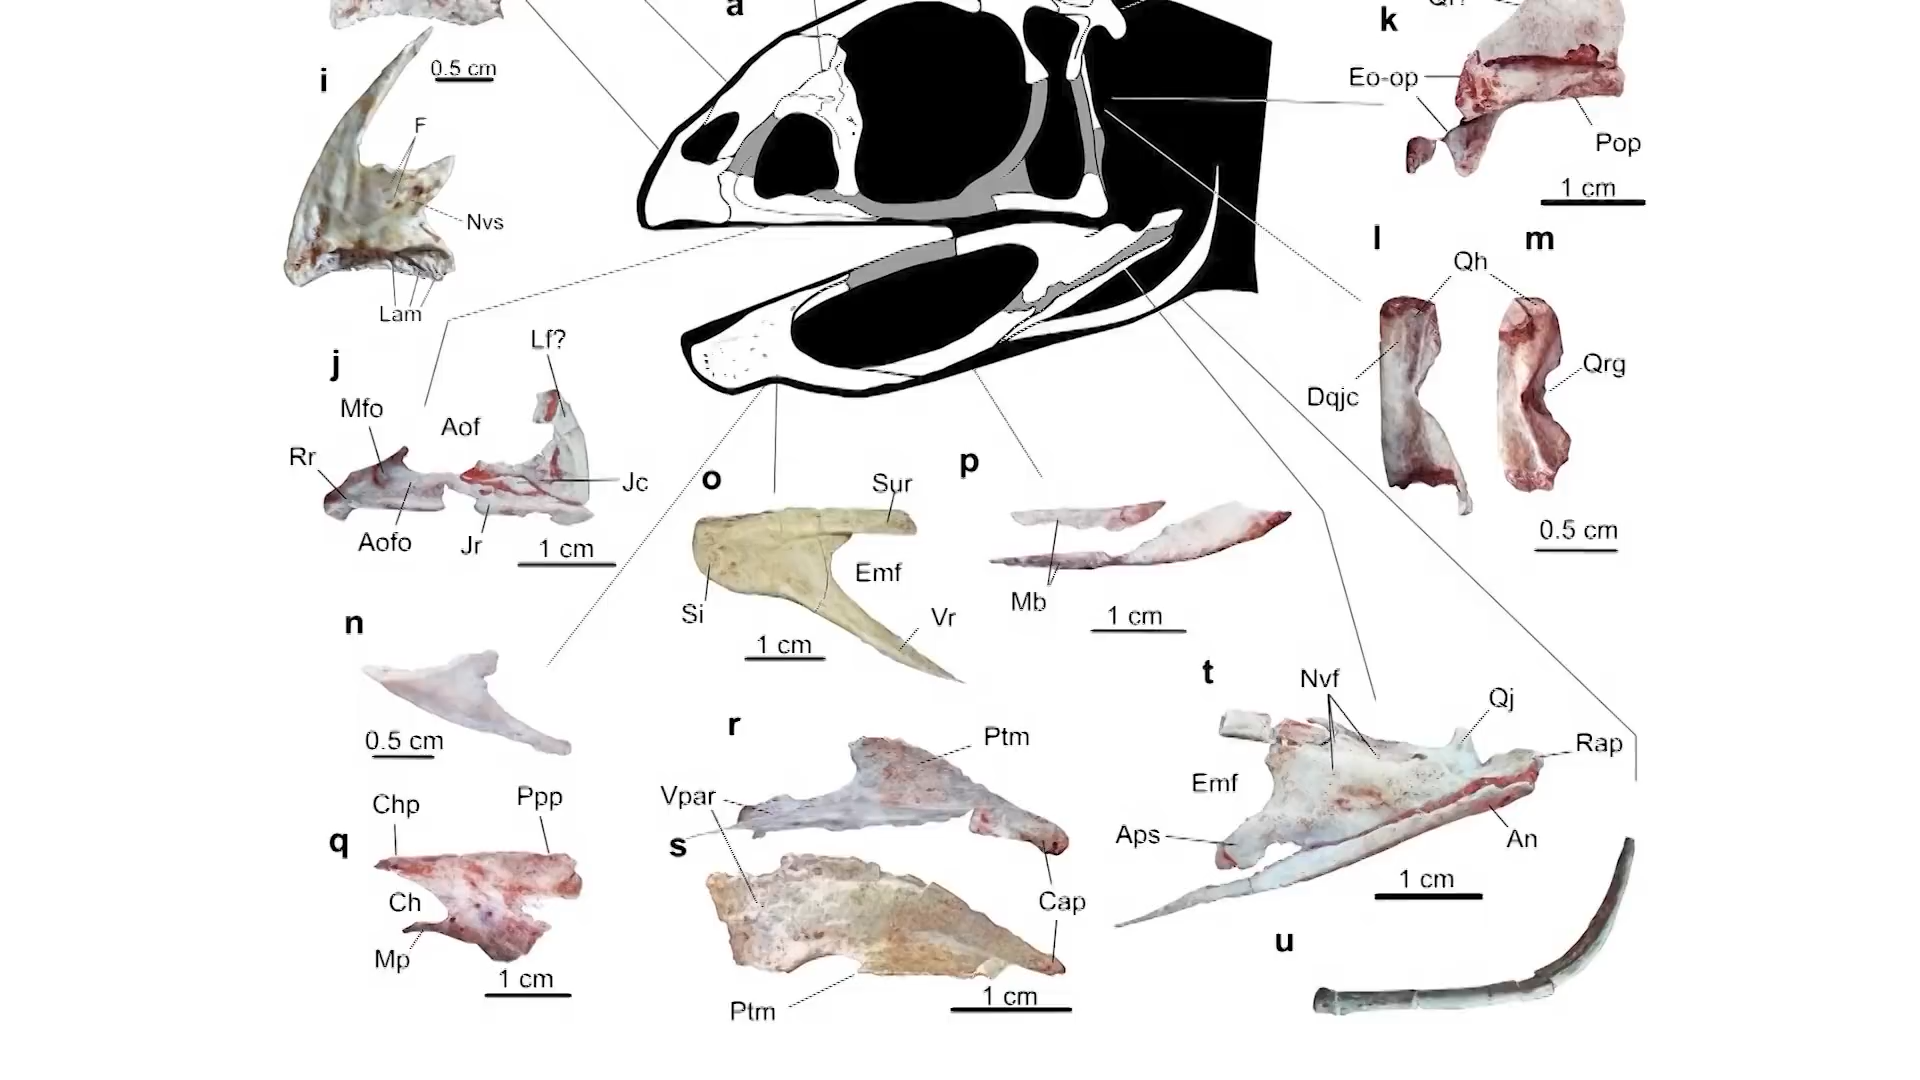 a
k
Eo-op
Pop
1 cm
i
0.5 cm
F
Nvs
Lam
l
m
Qh
Dqjc
Qrg
0.5 cm
j
Lf?
Mfo
Aof
Rr
Jc
Aofo
Jr
1 cm
o
Sur
Emf
Si
Vr
1 cm
p
Mb
1 cm
n
0.5 cm
t
Nvf
Qj
Rap
Emf
Aps
An
1 cm
r
Ptm
Vpar
s
Cap
Ptm
1 cm
q
Chp
Ppp
Ch
Mp
1 cm
u